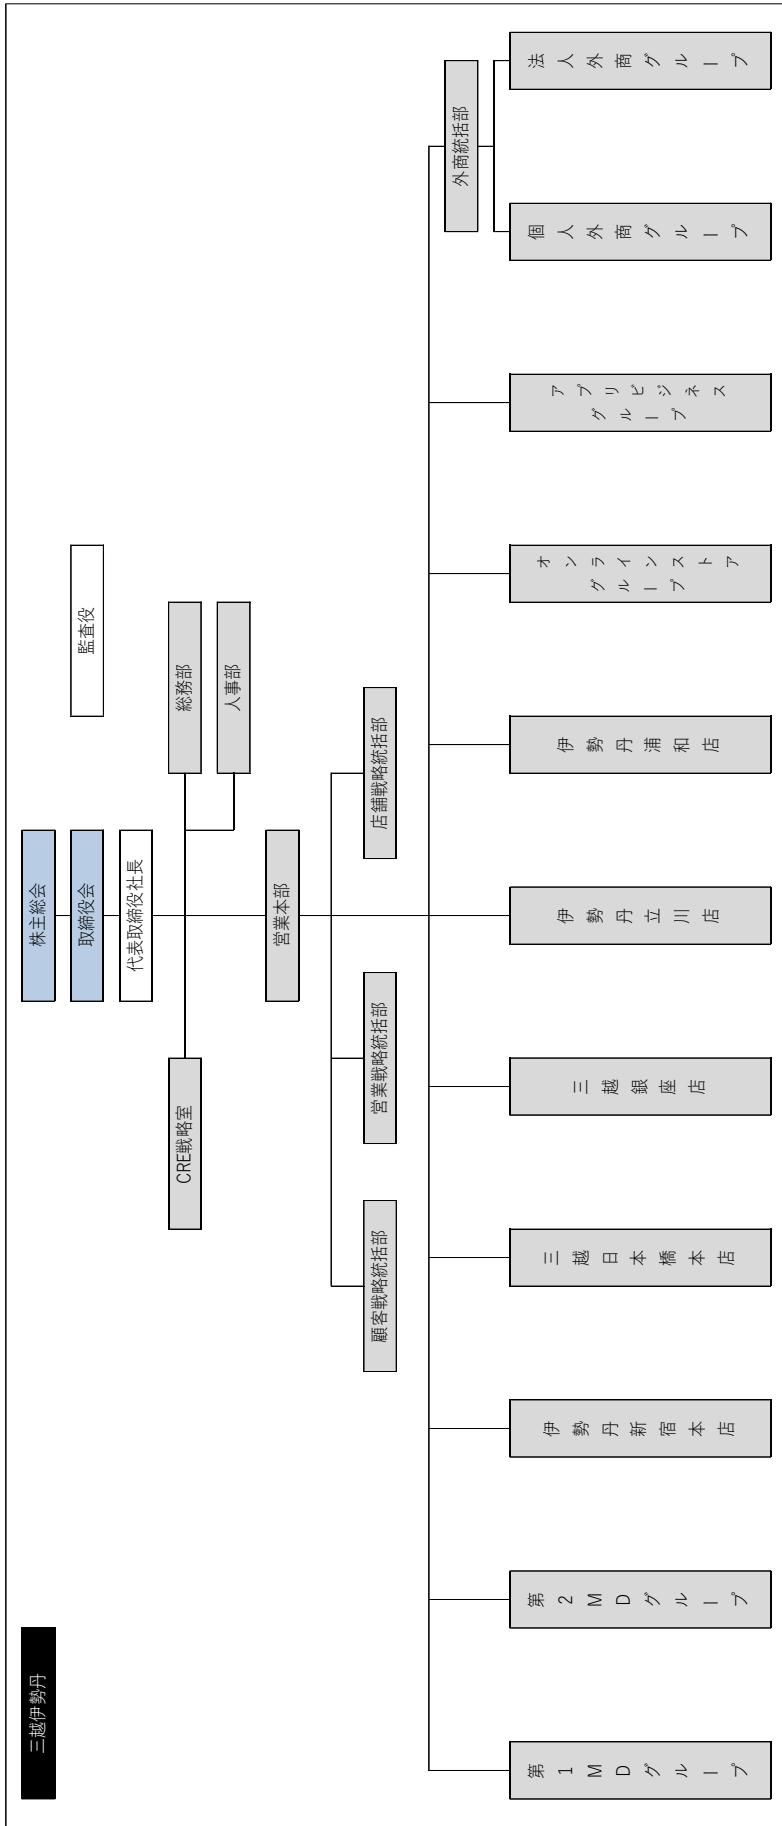 三越伊勢丹
株主総会
取締役会
監査役
代表取締役社長
CRE戦略室
総務部
人事部
営業本部
顧客戦略統括部
営業戦略統括部
店舗戦略統括部
外商統括部
第1MDグループ
第2MDグループ
伊勢丹新宿本店
三越日本橋本店
三越銀座店
伊勢丹立川店
伊勢丹浦和店
オンラインストア
グループ
アプリビジネス
グループ
個人外商グループ
法人外商グループ